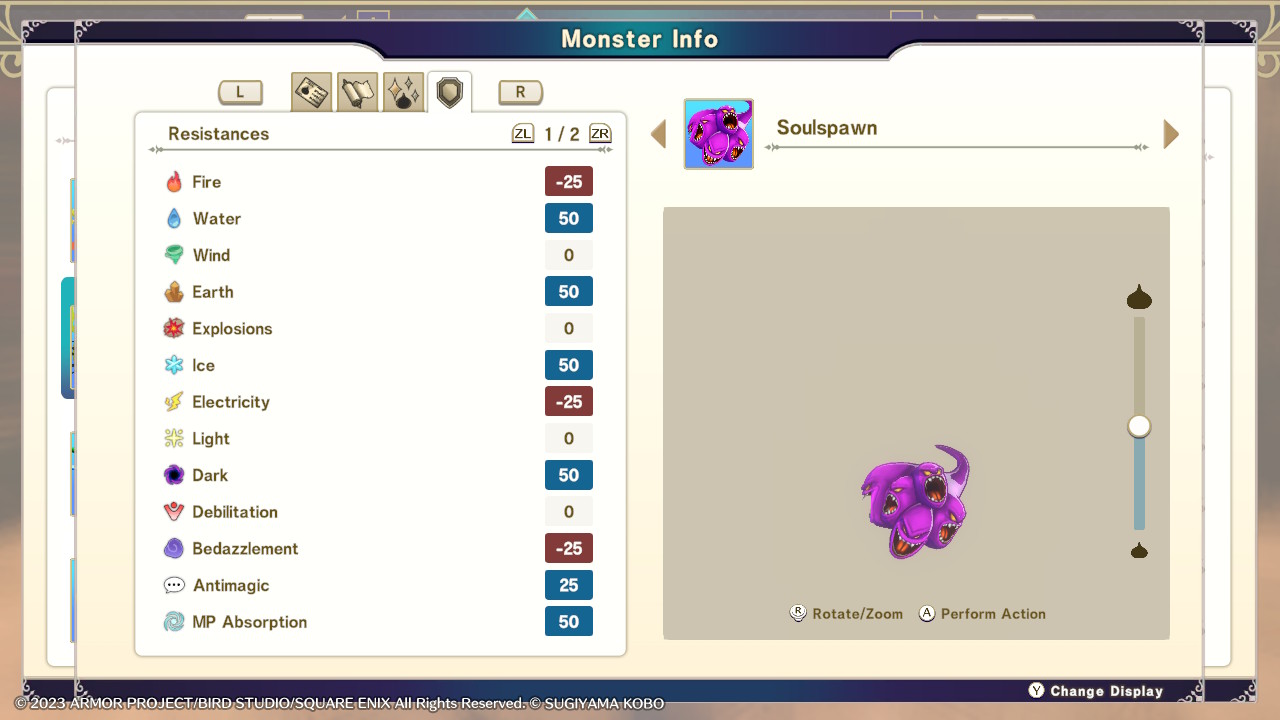 Monster Info
L
R
Resistances
ZL 1 / 2 ZR
Fire -25
Water 50
Wind 0
Earth 50
Explosions 0
Ice 50
Electricity -25
Light 0
Dark 50
Debilitation 0
Bedazzlement -25
Antimagic 25
MP Absorption 50
Soulspawn
R Rotate/Zoom A Perform Action
Y Change Display
© 2023 ARMOR PROJECT/BIRD STUDIO/SQUARE ENIX All Rights Reserved. © SUGIYAMA KOBO